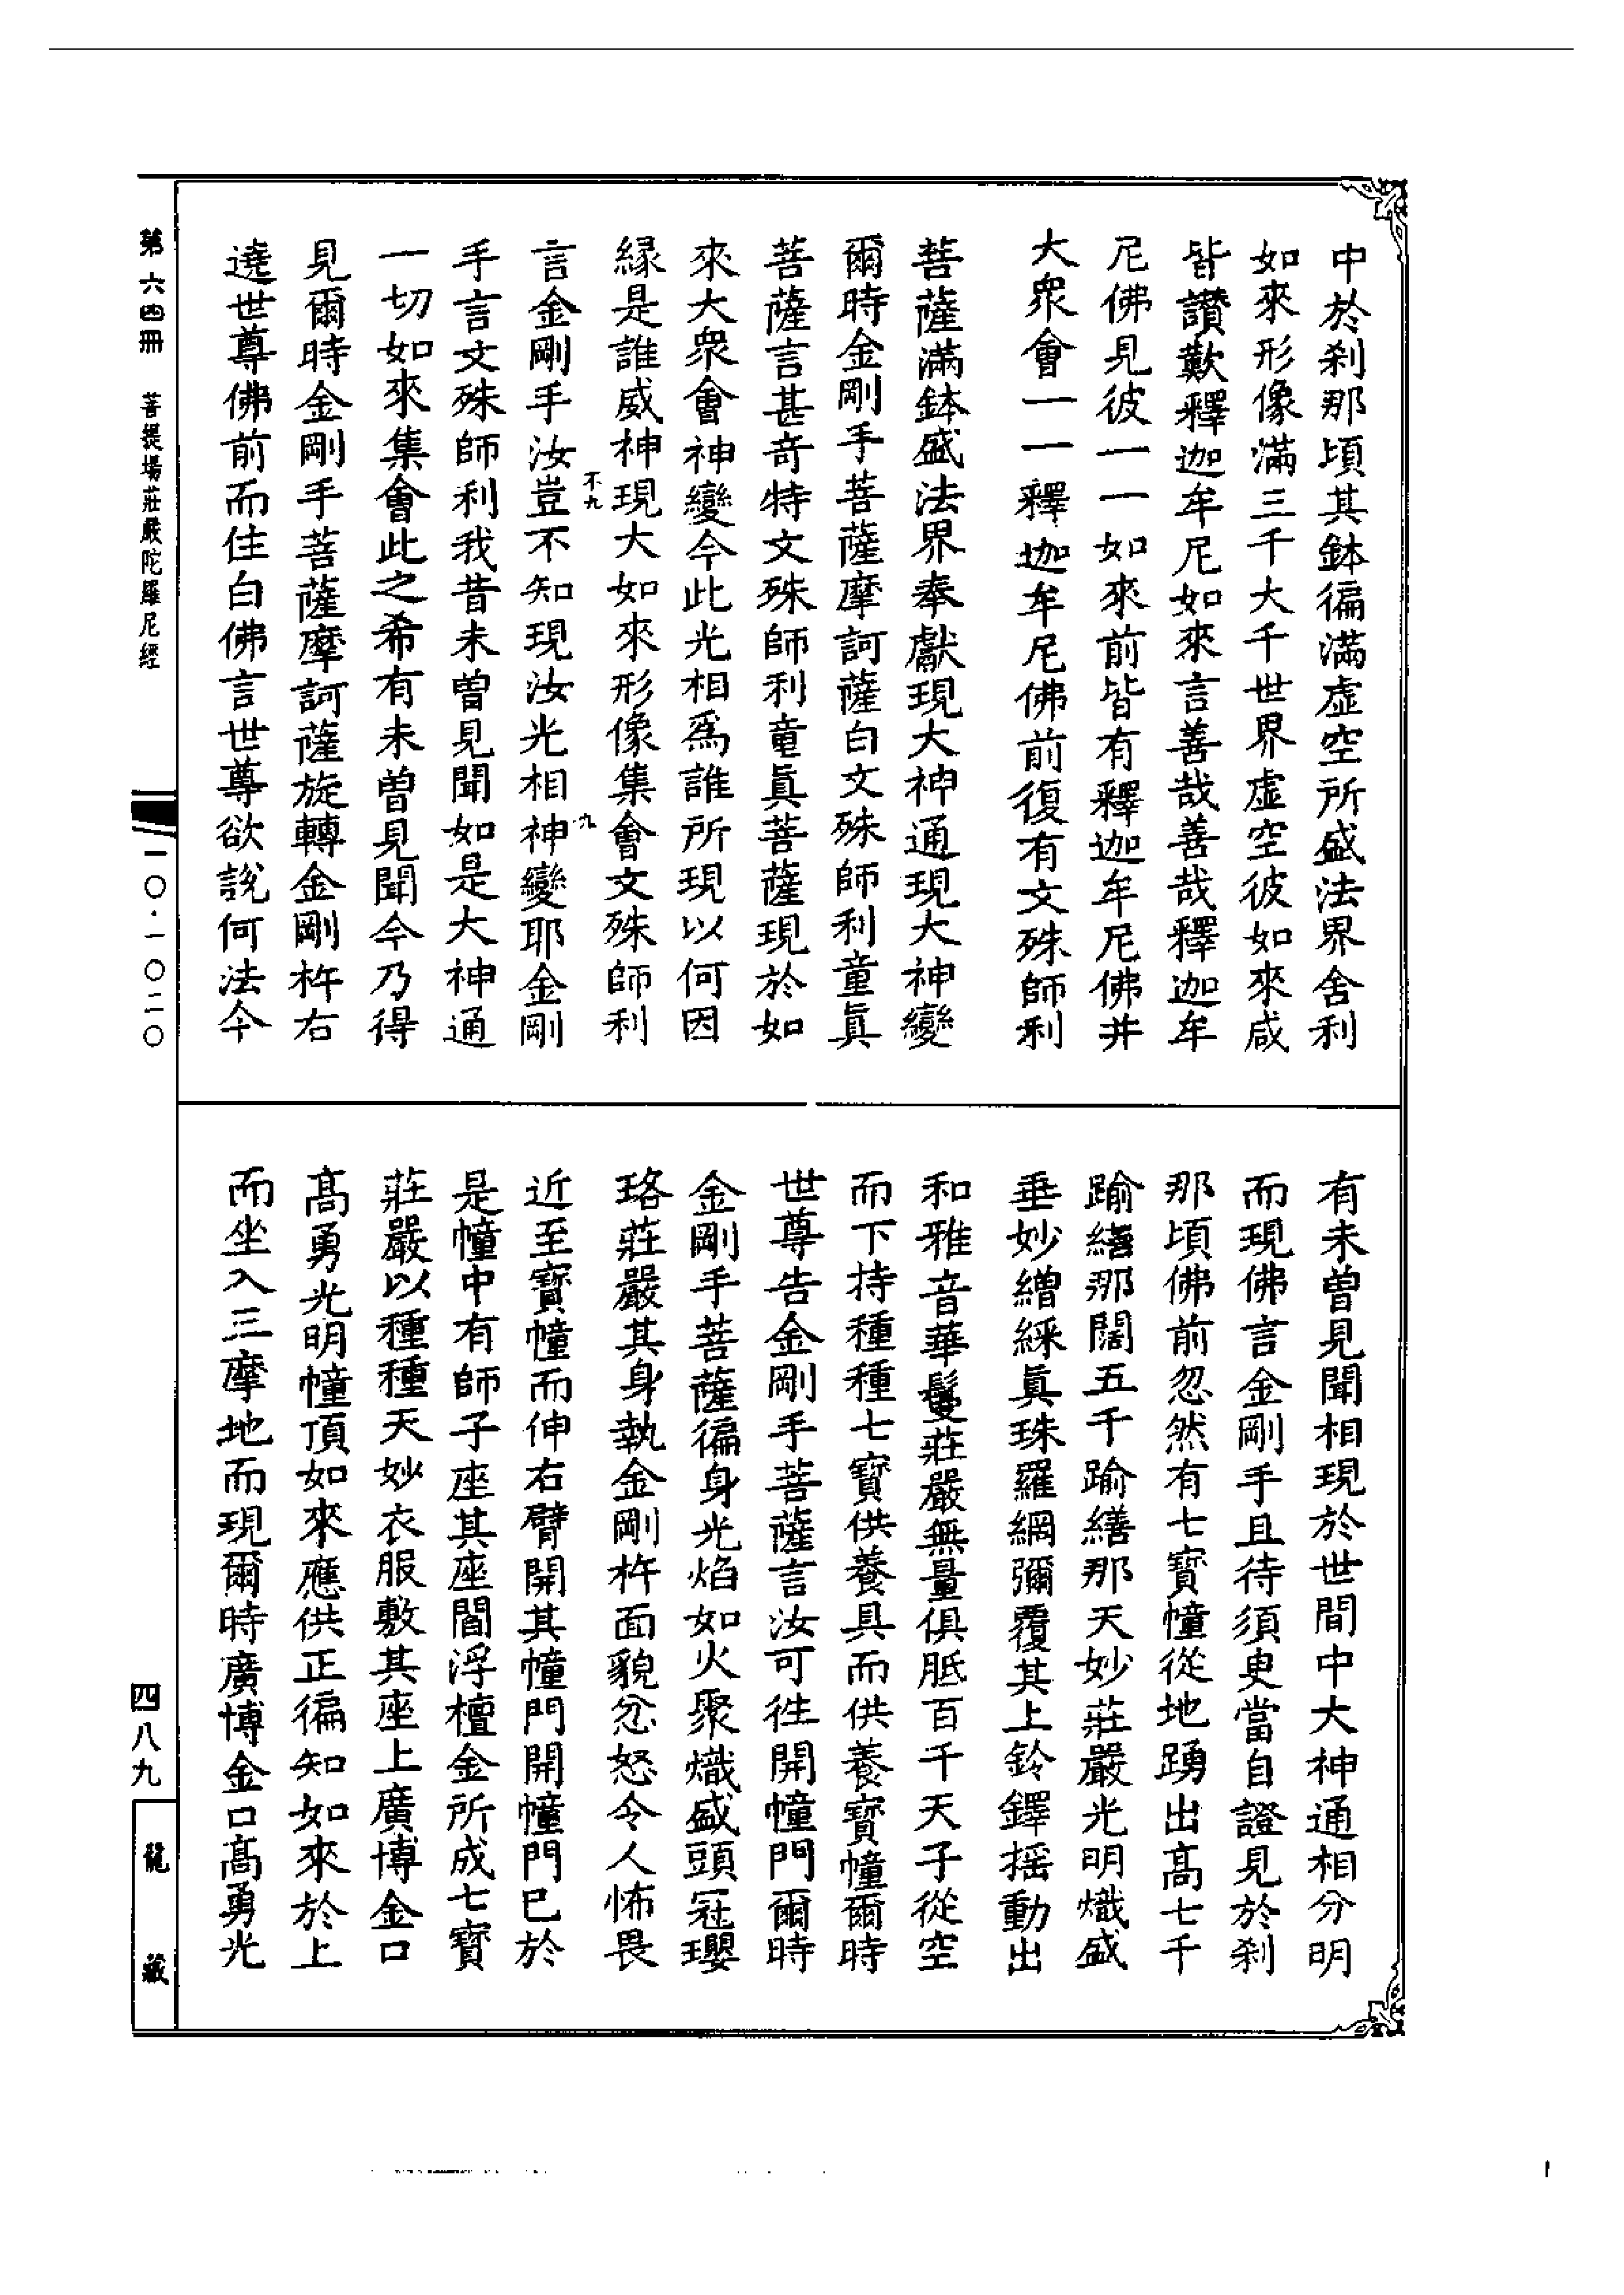 中於刹那頃其鉢徧滿虛空所盛法界舍利
如來形像滿三千大千世界虛空彼如來咸
皆讚歎釋迦牟尼如來言善哉善哉釋迦牟
尼佛見彼一一如來前皆有釋迦牟尼佛并
大衆會一一釋迦牟尼佛前復有文殊師利
菩薩滿鉢盛法界奉獻現大神通現大神變
爾時金剛手菩薩摩訶薩白文殊師利童眞
菩薩言甚奇特文殊師利童眞菩薩現於如
來大衆會神變今此光相爲誰所現以何因
緣是誰威神現大如來形像集會文殊師利
不九
九
言金剛手汝豈不知現汝光相神變耶金剛
手言文殊師利我昔未曾見聞如是大神通
一切如來集會此之希有未曾見聞今乃得
見爾時金剛手菩薩摩訶薩旋轉金剛杵右
遶世尊佛前而住白佛言世尊欲說何法今
有未曾見聞相現於世間中大神通相分明
而現佛言金剛手且待須臾當自證見於刹
那頃佛前忽然有七寶幢從地踴出高七千
踰繕那闊五千踰繕那天妙莊嚴光明熾盛
垂妙繒綵眞珠羅網彌覆其上鈴鐸搖動出
和雅音華鬘莊嚴無量俱胝百千天子從空
而下持種種七寶供養具而供養寶幢爾時
世尊告金剛手菩薩言汝可往開幢門爾時
金剛手菩薩徧身光焰如火聚熾盛頭冠瓔
珞莊嚴其身執金剛杵面貌忿怒令人怖畏
近至寶幢而伸右臂開其幢門開幢門已於
是幢中有師子座其座閻浮檀金所成七寶
莊嚴以種種天妙衣服敷其座上廣博金口
高勇光明幢頂如來應供正徧知如來於上
而坐入三摩地而現爾時廣博金口高勇光
第六四冊 菩提場莊嚴陀羅尼經
一〇·一〇二〇
四八九
龍藏